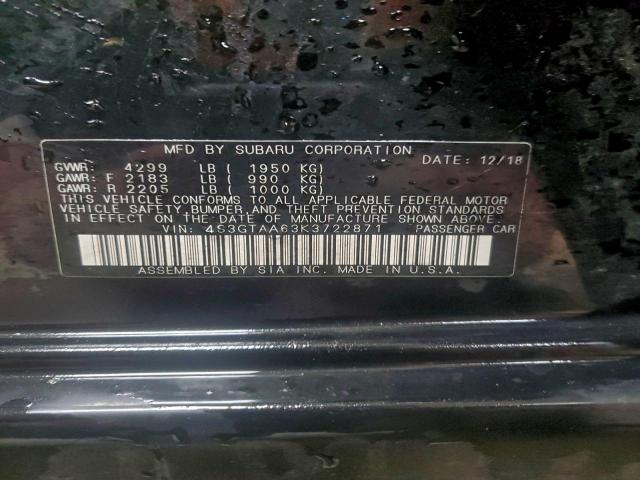 MFD BY SUBARU CORPORATION
GVWR: 4299 LB ( 1950 KG) DATE: 12/18
GAWR: F 2183 LB ( 990 KG)
GAWR: R 2205 LB ( 1000 KG)
THIS VEHICLE CONFORMS TO ALL APPLICABLE FEDERAL MOTOR
VEHICLE SAFETY,BUMPER,AND THEFT PREVENTION STANDARDS
IN EFFECT ON THE DATE OF MANUFACTURE SHOWN ABOVE.
VIN: 4S3GTAA63K3722871 PASSENGER CAR
ASSEMBLED BY SIA INC. MADE IN U.S.A.